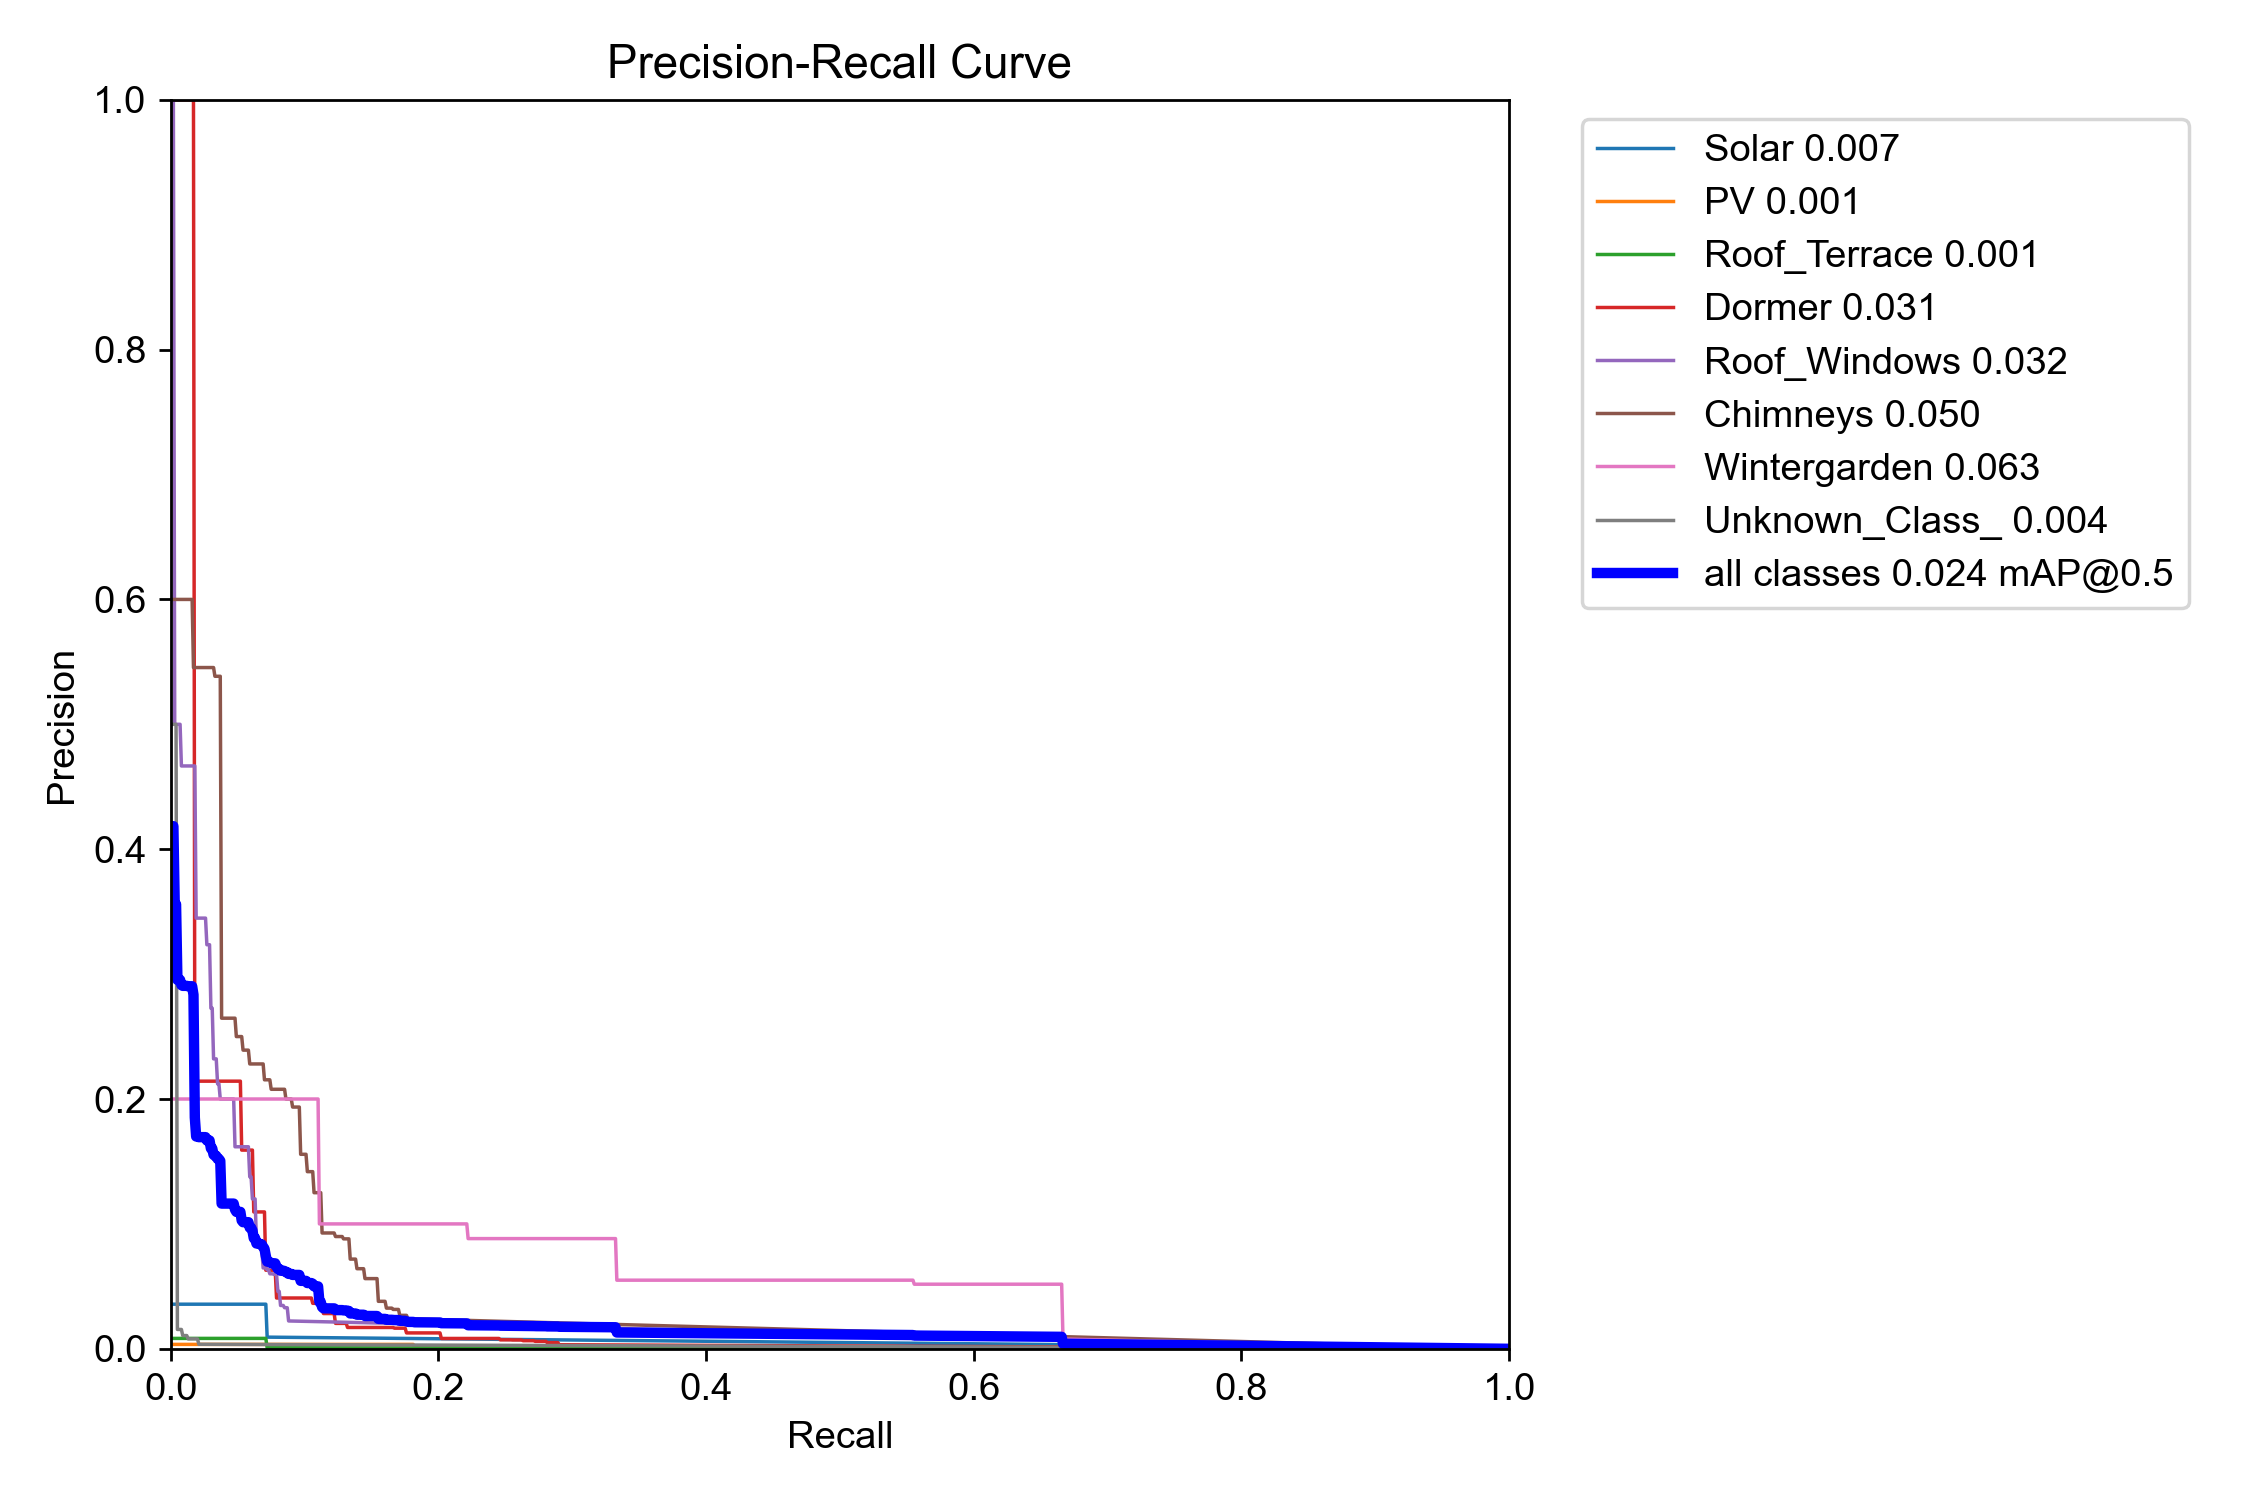 Precision-Recall Curve
1.0
0.8
0.6
0.4
0.2
0.0
Precision
0.0 0.2 0.4 0.6 0.8 1.0
Recall
Solar 0.007
PV 0.001
Roof_Terrace 0.001
Dormer 0.031
Roof_Windows 0.032
Chimneys 0.050
Wintergarden 0.063
Unknown_Class_ 0.004
all classes 0.024 mAP@0.5